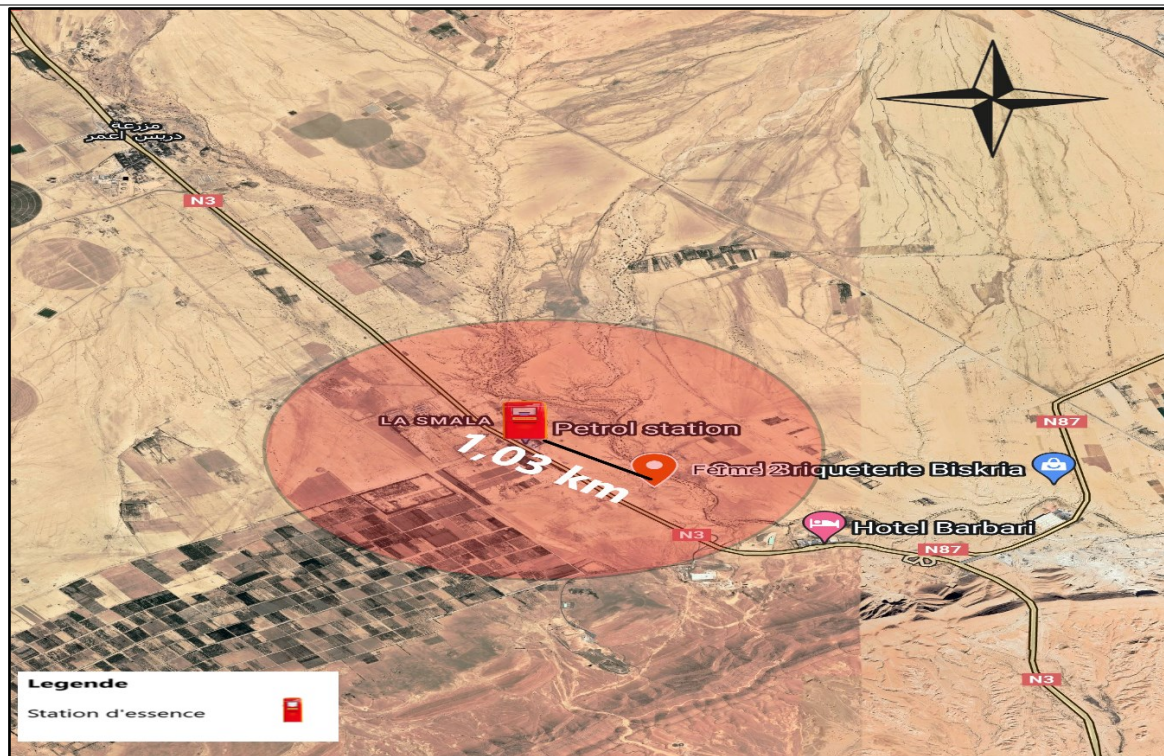 مزرعة
دريس اعمر
N3
LA SMALA
Petrol station
1,03 km
Briqueterie Biskria
N87
Hotel Barbari
N3
N87
N3
Legende
Station d'essence